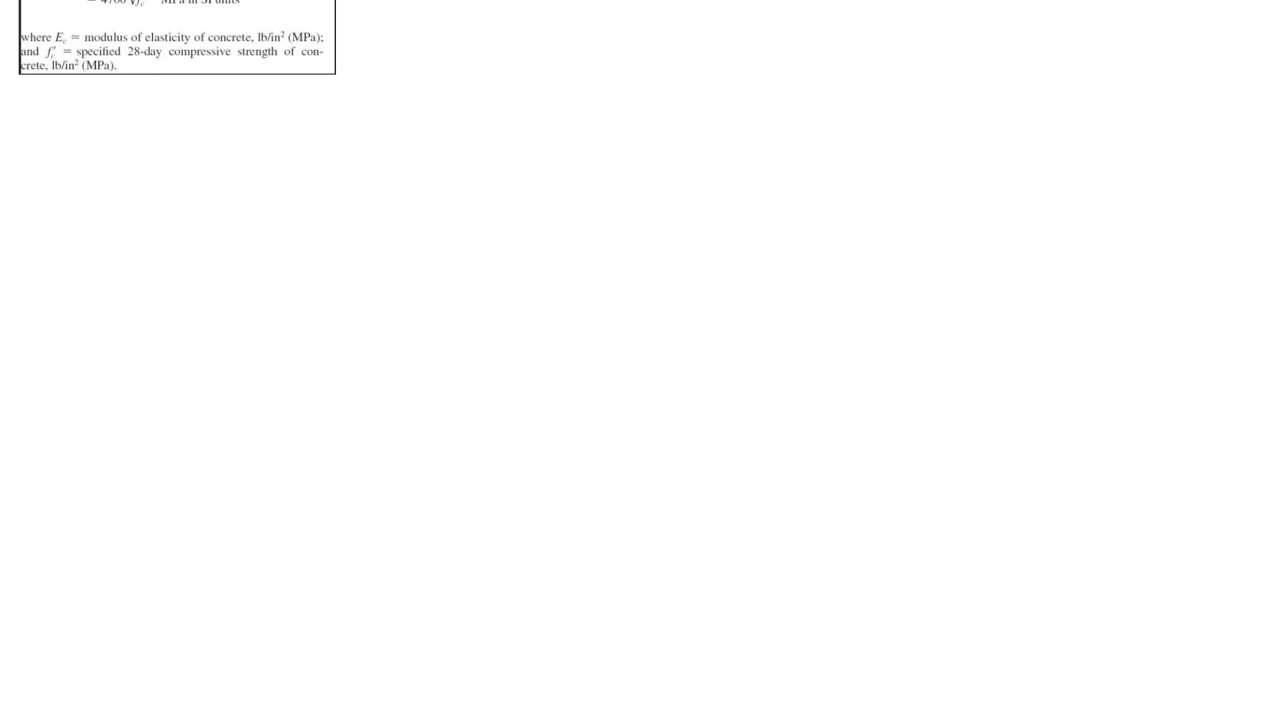 where E_c = modulus of elasticity of concrete, lb/in² (MPa);
and f′_c = specified 28-day compressive strength of con-
crete, lb/in² (MPa).